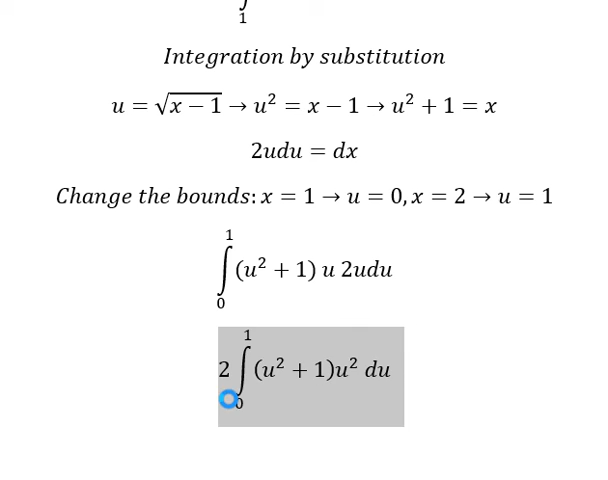 ∫
1
Integration by substitution
u = √(x − 1) → u² = x − 1 → u² + 1 = x
2udu = dx
Change the bounds: x = 1 → u = 0, x = 2 → u = 1
1
∫(u² + 1) u 2udu
0
1
2 ∫(u² + 1)u² du
0